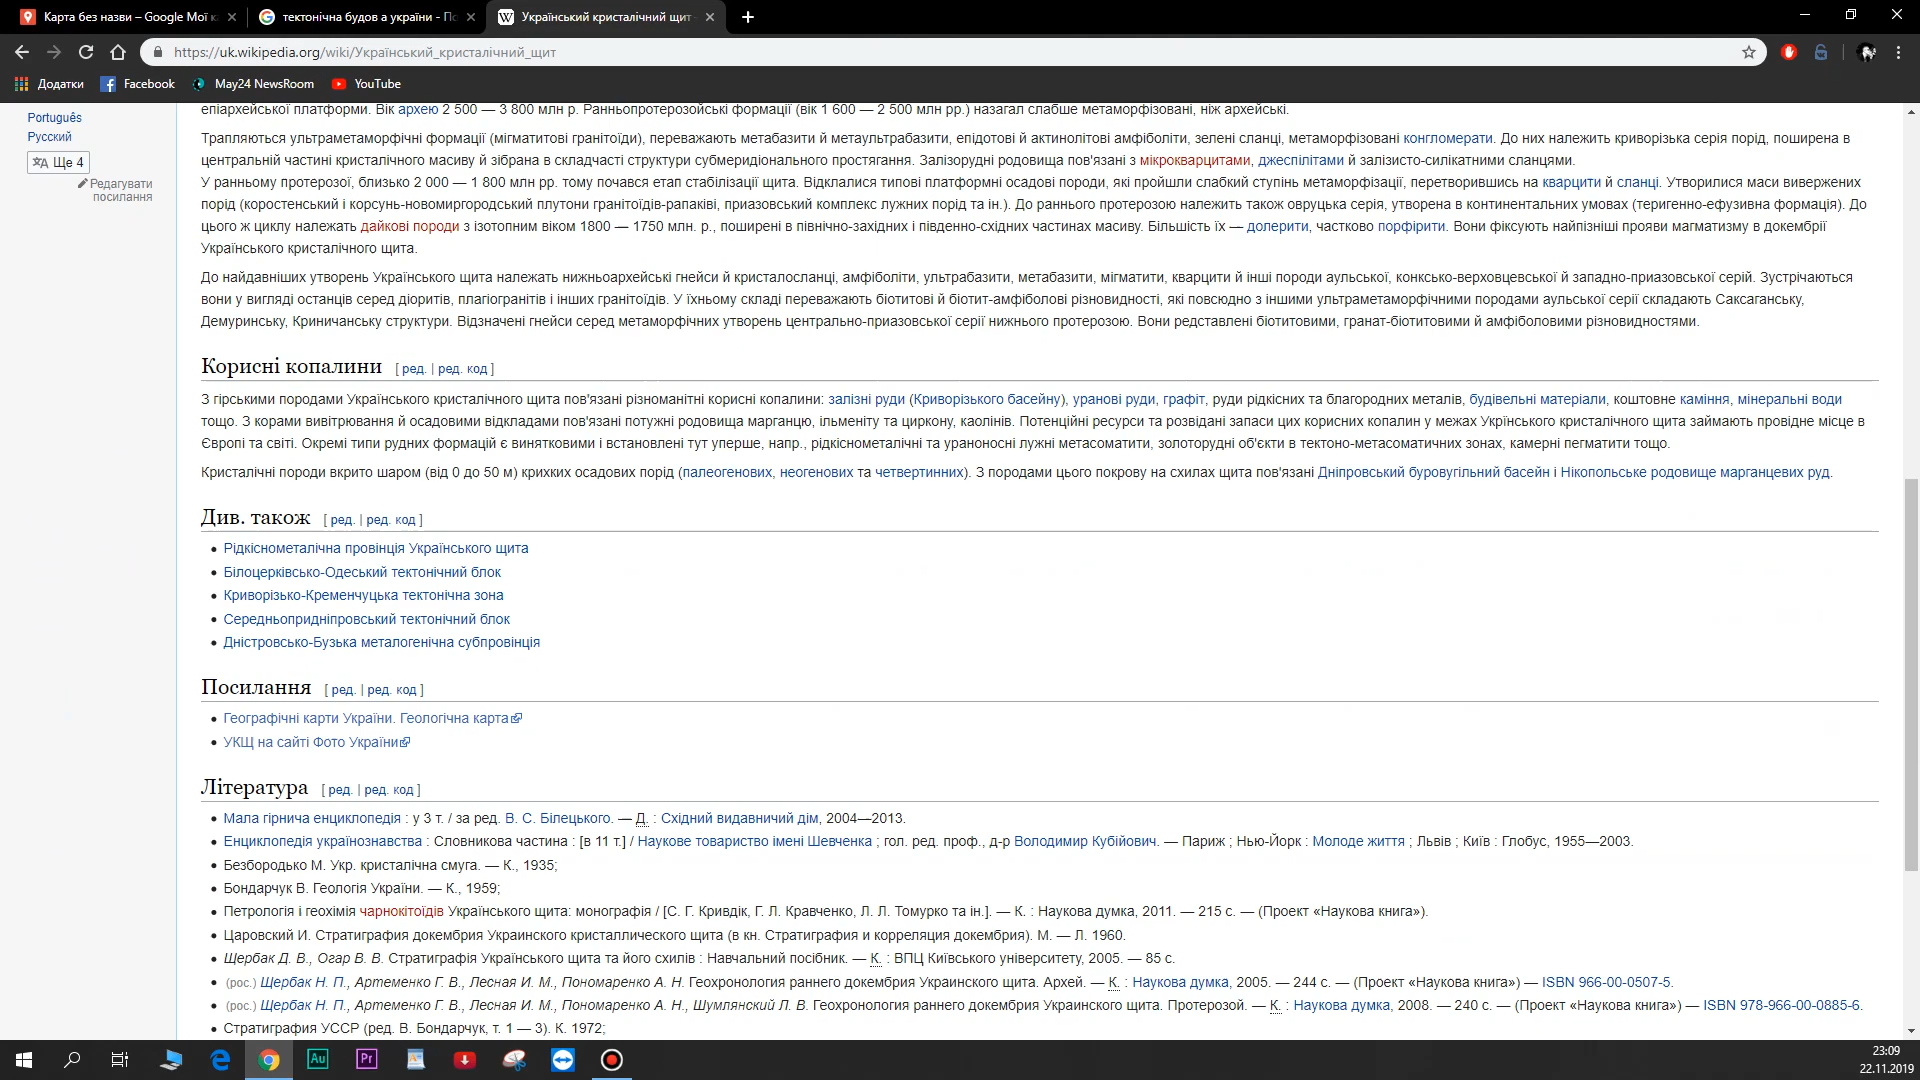 Карта без назви – Google Мої к
тектонічна будов а україни - По
Український кристалічний щит
https://uk.wikipedia.org/wiki/Український_кристалічний_щит
Додатки
Facebook
May24 NewsRoom
YouTube
Português
Русский
Ще 4
Редагувати
посилання
епіархейської платформи. Вік архею 2 500 — 3 800 млн р. Ранньопротерозойські формації (вік 1 600 — 2 500 млн рр.) назагал слабше метаморфізовані, ніж архейські.
Трапляються ультраметаморфічні формації (мігматитові гранітоїди), переважають метабазити й метаультрабазити, епідотові й актинолітові амфіболіти, зелені сланці, метаморфізовані конгломерати. До них належить криворізька серія порід, поширена в
центральній частині кристалічного масиву й зібрана в складчасті структури субмеридіонального простягання. Залізорудні родовища пов'язані з мікрокварцитами, джеспілітами й залізисто-силікатними сланцями.
У ранньому протерозої, близько 2 000 — 1 800 млн рр. тому почався етап стабілізації щита. Відклалися типові платформні осадові породи, які пройшли слабкий ступінь метаморфізації, перетворившись на кварцити й сланці. Утворилися маси вивержених
порід (коростенський і корсунь-новомиргородський плутони гранітоїдів-рапаківі, приазовський комплекс лужних порід та ін.). До раннього протерозою належить також овруцька серія, утворена в континентальних умовах (теригенно-ефузивна формація). До
цього ж циклу належать дайкові породи з ізотопним віком 1800 — 1750 млн. р., поширені в північно-західних і південно-східних частинах масиву. Більшість їх — долерити, частково порфірити. Вони фіксують найпізніші прояви магматизму в докембрії
Українського кристалічного щита.
До найдавніших утворень Українського щита належать нижньоархейські гнейси й кристалосланці, амфіболіти, ультрабазити, метабазити, мігматити, кварцити й інші породи аульської, конксько-верховцевської й западно-приазовської серій. Зустрічаються
вони у вигляді останців серед діоритів, плагіогранітів і інших гранітоїдів. У їхньому складі переважають біотитові й біотит-амфіболові різновидності, які повсюдно з іншими ультраметаморфічними породами аульської серії складають Саксаганську,
Демуринську, Криничанську структури. Відзначені гнейси серед метаморфічних утворень центрально-приазовської серії нижнього протерозою. Вони редставлені біотитовими, гранат-біотитовими й амфіболовими різновидностями.
Корисні копалини [ ред. | ред. код ]
З гірськими породами Українського кристалічного щита пов'язані різноманітні корисні копалини: залізні руди (Криворізького басейну), уранові руди, графіт, руди рідкісних та благородних металів, будівельні матеріали, коштовне каміння, мінеральні води
тощо. З корами вивітрювання й осадовими відкладами пов'язані потужні родовища марганцю, ільменіту та циркону, каолінів. Потенційні ресурси та розвідані запаси цих корисних копалин у межах Укрїнського кристалічного щита займають провідне місце в
Європі та світі. Окремі типи рудних формацій є винятковими і встановлені тут уперше, напр., рідкіснометалічні та ураноносні лужні метасоматити, золоторудні об'єкти в тектоно-метасоматичних зонах, камерні пегматити тощо.
Кристалічні породи вкрито шаром (від 0 до 50 м) крихких осадових порід (палеогенових, неогенових та четвертинних). З породами цього покрову на схилах щита пов'язані Дніпровський буровугільний басейн і Нікопольське родовище марганцевих руд.
Див. також [ ред. | ред. код ]
Рідкіснометалічна провінція Українського щита
Білоцерківсько-Одеський тектонічний блок
Криворізько-Кременчуцька тектонічна зона
Середньопридніпровський тектонічний блок
Дністровсько-Бузька металогенічна субпровінція
Посилання [ ред. | ред. код ]
Географічні карти України. Геологічна карта
УКЩ на сайті Фото України
Література [ ред. | ред. код ]
Мала гірнича енциклопедія : у 3 т. / за ред. В. С. Білецького. — Д. : Східний видавничий дім, 2004—2013.
Енциклопедія українознавства : Словникова частина : [в 11 т.] / Наукове товариство імені Шевченка ; гол. ред. проф., д-р Володимир Кубійович. — Париж ; Нью-Йорк : Молоде життя ; Львів ; Київ : Глобус, 1955—2003.
Безбородько М. Укр. кристалічна смуга. — К., 1935;
Бондарчук В. Геологія України. — К., 1959;
Петрологія і геохімія чарнокітоїдів Українського щита: монографія / [С. Г. Кривдік, Г. Л. Кравченко, Л. Л. Томурко та ін.]. — К. : Наукова думка, 2011. — 215 с. — (Проект «Наукова книга»).
Царовский И. Стратиграфия докембрия Украинского кристаллического щита (в кн. Стратиграфия и корреляция докембрия). М. — Л. 1960.
Щербак Д. В., Огар В. В. Стратиграфія Українського щита та його схилів : Навчальний посібник. — К. : ВПЦ Київського університету, 2005. — 85 с.
(рос.) Щербак Н. П., Артеменко Г. В., Лесная И. М., Пономаренко А. Н. Геохронология раннего докембрия Украинского щита. Архей. — К. : Наукова думка, 2005. — 244 с. — (Проект «Наукова книга») — ISBN 966-00-0507-5.
(рос.) Щербак Н. П., Артеменко Г. В., Лесная И. М., Пономаренко А. Н., Шумлянский Л. В. Геохронология раннего докембрия Украинского щита. Протерозой. — К. : Наукова думка, 2008. — 240 с. — (Проект «Наукова книга») — ISBN 978-966-00-0885-6.
Стратиграфия УССР (ред. В. Бондарчук, т. 1 — 3). К. 1972;
Au
Pr
23:09
22.11.2019